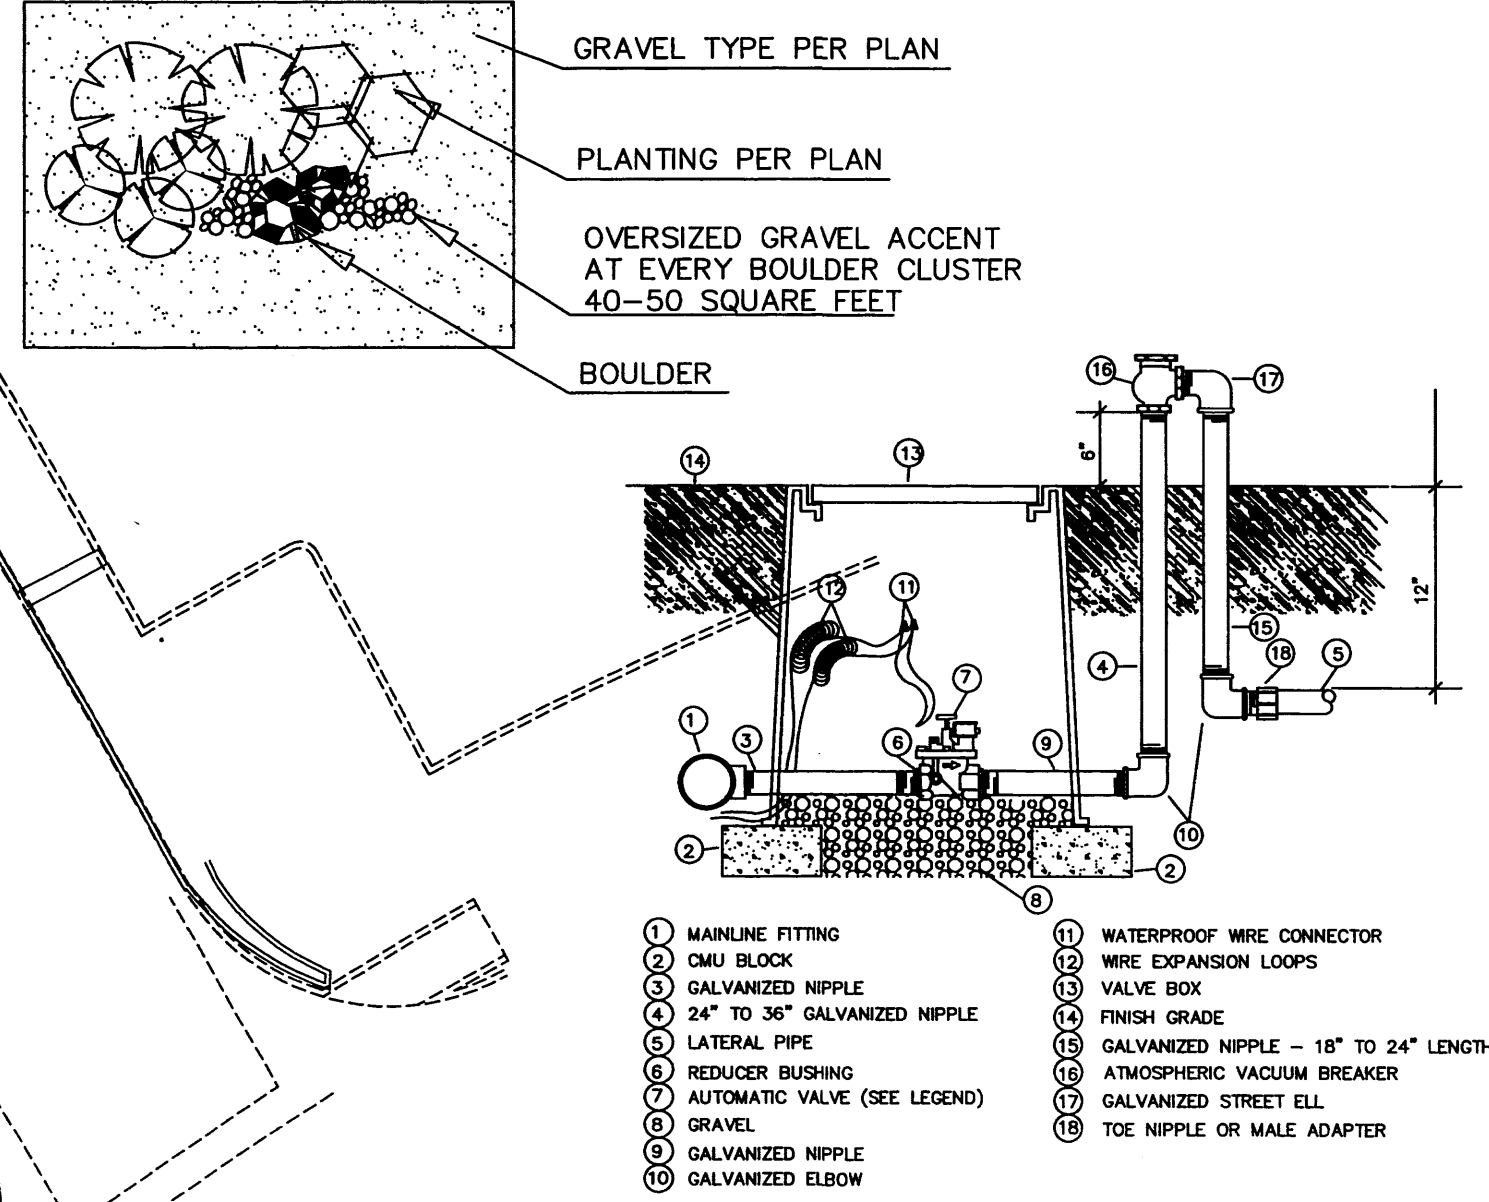 GRAVEL TYPE PER PLAN
PLANTING PER PLAN
OVERSIZED GRAVEL ACCENT
AT EVERY BOULDER CLUSTER
40-50 SQUARE FEET
BOULDER
16
17
6"
13
14
12
11
15
12"
4
18
5
7
1
3
6
9
10
2
2
8
1 MAINLINE FITTING
2 CMU BLOCK
3 GALVANIZED NIPPLE
4 24" TO 36" GALVANIZED NIPPLE
5 LATERAL PIPE
6 REDUCER BUSHING
7 AUTOMATIC VALVE (SEE LEGEND)
8 GRAVEL
9 GALVANIZED NIPPLE
10 GALVANIZED ELBOW
11 WATERPROOF WIRE CONNECTOR
12 WIRE EXPANSION LOOPS
13 VALVE BOX
14 FINISH GRADE
15 GALVANIZED NIPPLE - 18" TO 24" LENGTH
16 ATMOSPHERIC VACUUM BREAKER
17 GALVANIZED STREET ELL
18 TOE NIPPLE OR MALE ADAPTER